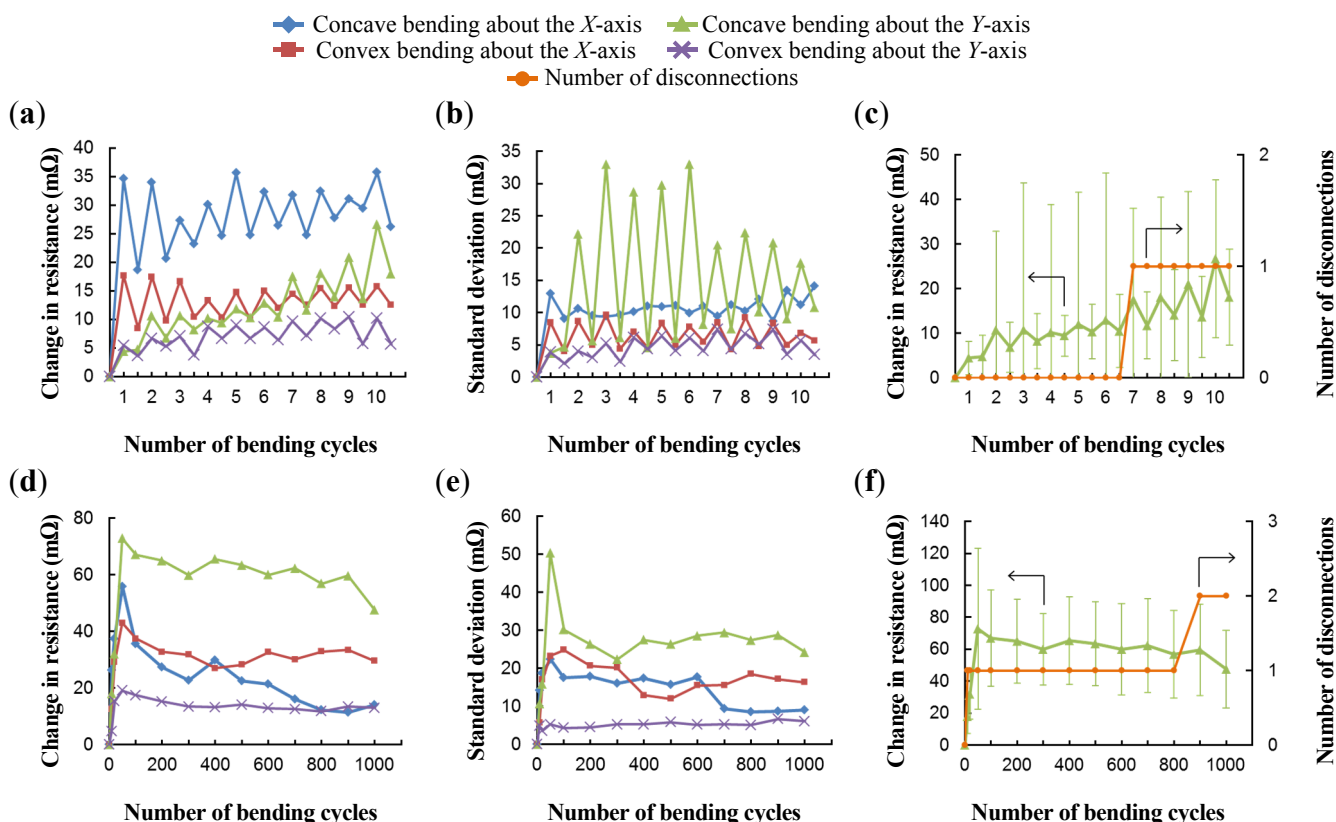 Concave bending about the X-axis
Concave bending about the Y-axis
Convex bending about the X-axis
Convex bending about the Y-axis
Number of disconnections
(a)
Change in resistance (mΩ)
40
35
30
25
20
15
10
5
0
1 2 3 4 5 6 7 8 9 10
Number of bending cycles
(b)
Standard deviation (mΩ)
35
30
25
20
15
10
5
0
1 2 3 4 5 6 7 8 9 10
Number of bending cycles
(c)
Change in resistance (mΩ)
50
40
30
20
10
0
2
1
0
Number of disconnections
1 2 3 4 5 6 7 8 9 10
Number of bending cycles
(d)
Change in resistance (mΩ)
80
60
40
20
0
0 200 400 600 800 1000
Number of bending cycles
(e)
Standard deviation (mΩ)
60
50
40
30
20
10
0
0 200 400 600 800 1000
Number of bending cycles
(f)
Change in resistance (mΩ)
140
120
100
80
60
40
20
0
3
2
1
0
Number of disconnections
0 200 400 600 800 1000
Number of bending cycles